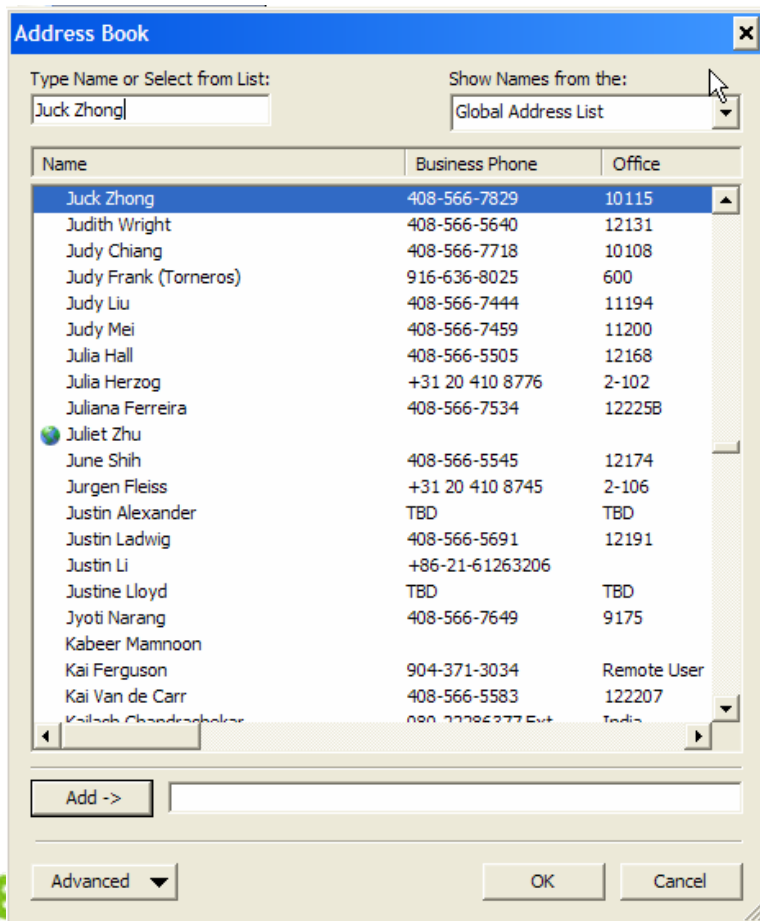 Address Book
Type Name or Select from List: Show Names from the:
Juck Zhong Global Address List
Name Business Phone Office
Juck Zhong 408-566-7829 10115
Judith Wright 408-566-5640 12131
Judy Chiang 408-566-7718 10108
Judy Frank (Torneros) 916-636-8025 600
Judy Liu 408-566-7444 11194
Judy Mei 408-566-7459 11200
Julia Hall 408-566-5505 12168
Julia Herzog +31 20 410 8776 2-102
Juliana Ferreira 408-566-7534 12225B
Juliet Zhu
June Shih 408-566-5545 12174
Jurgen Fleiss +31 20 410 8745 2-106
Justin Alexander TBD TBD
Justin Ladwig 408-566-5691 12191
Justin Li +86-21-61263206
Justine Lloyd TBD TBD
Jyoti Narang 408-566-7649 9175
Kabeer Mamnoon
Kai Ferguson 904-371-3034 Remote User
Kai Van de Carr 408-566-5583 122207
Kailash Chandrashekar 080-22286377 Ext India
Add ->
Advanced OK Cancel